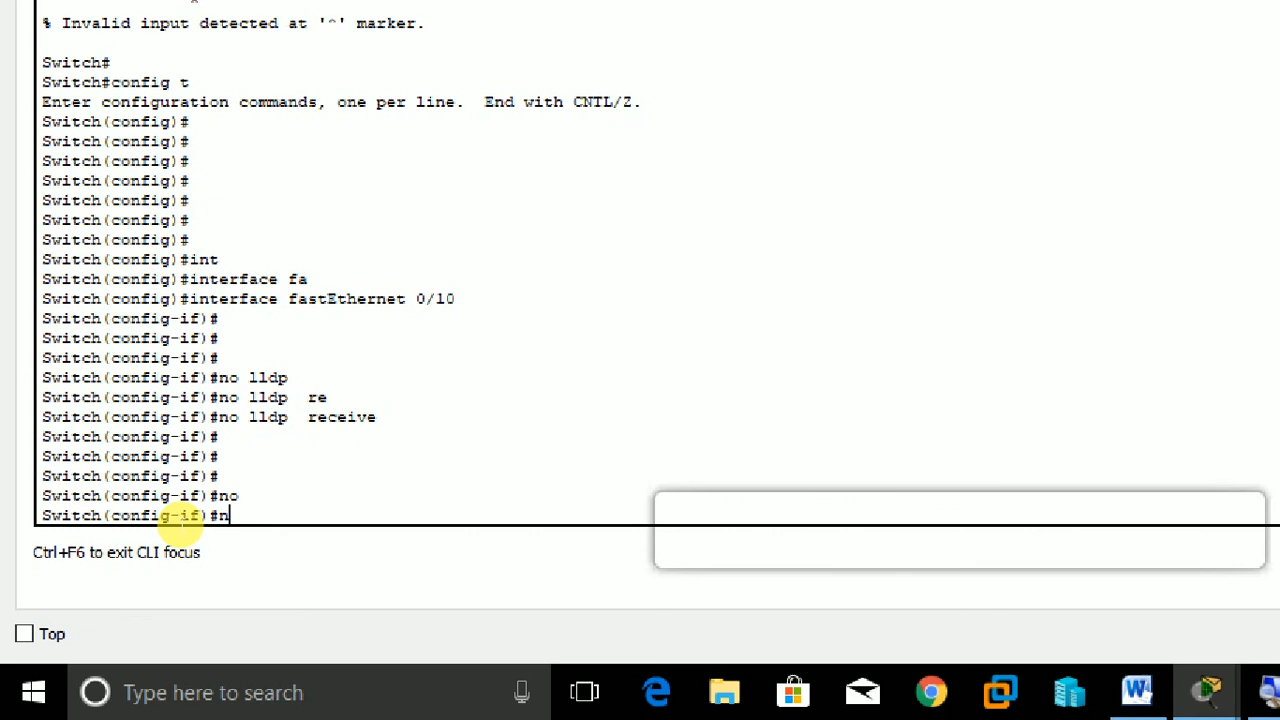 % Invalid input detected at '^' marker.
Switch#
Switch#config t
Enter configuration commands, one per line.  End with CNTL/Z.
Switch(config)#
Switch(config)#
Switch(config)#
Switch(config)#
Switch(config)#
Switch(config)#
Switch(config)#
Switch(config)#int
Switch(config)#interface fa
Switch(config)#interface fastEthernet 0/10
Switch(config-if)#
Switch(config-if)#
Switch(config-if)#
Switch(config-if)#no lldp
Switch(config-if)#no lldp  re
Switch(config-if)#no lldp  receive
Switch(config-if)#
Switch(config-if)#
Switch(config-if)#
Switch(config-if)#no
Switch(config-if)#n
Ctrl+F6 to exit CLI focus
Top
Type here to search